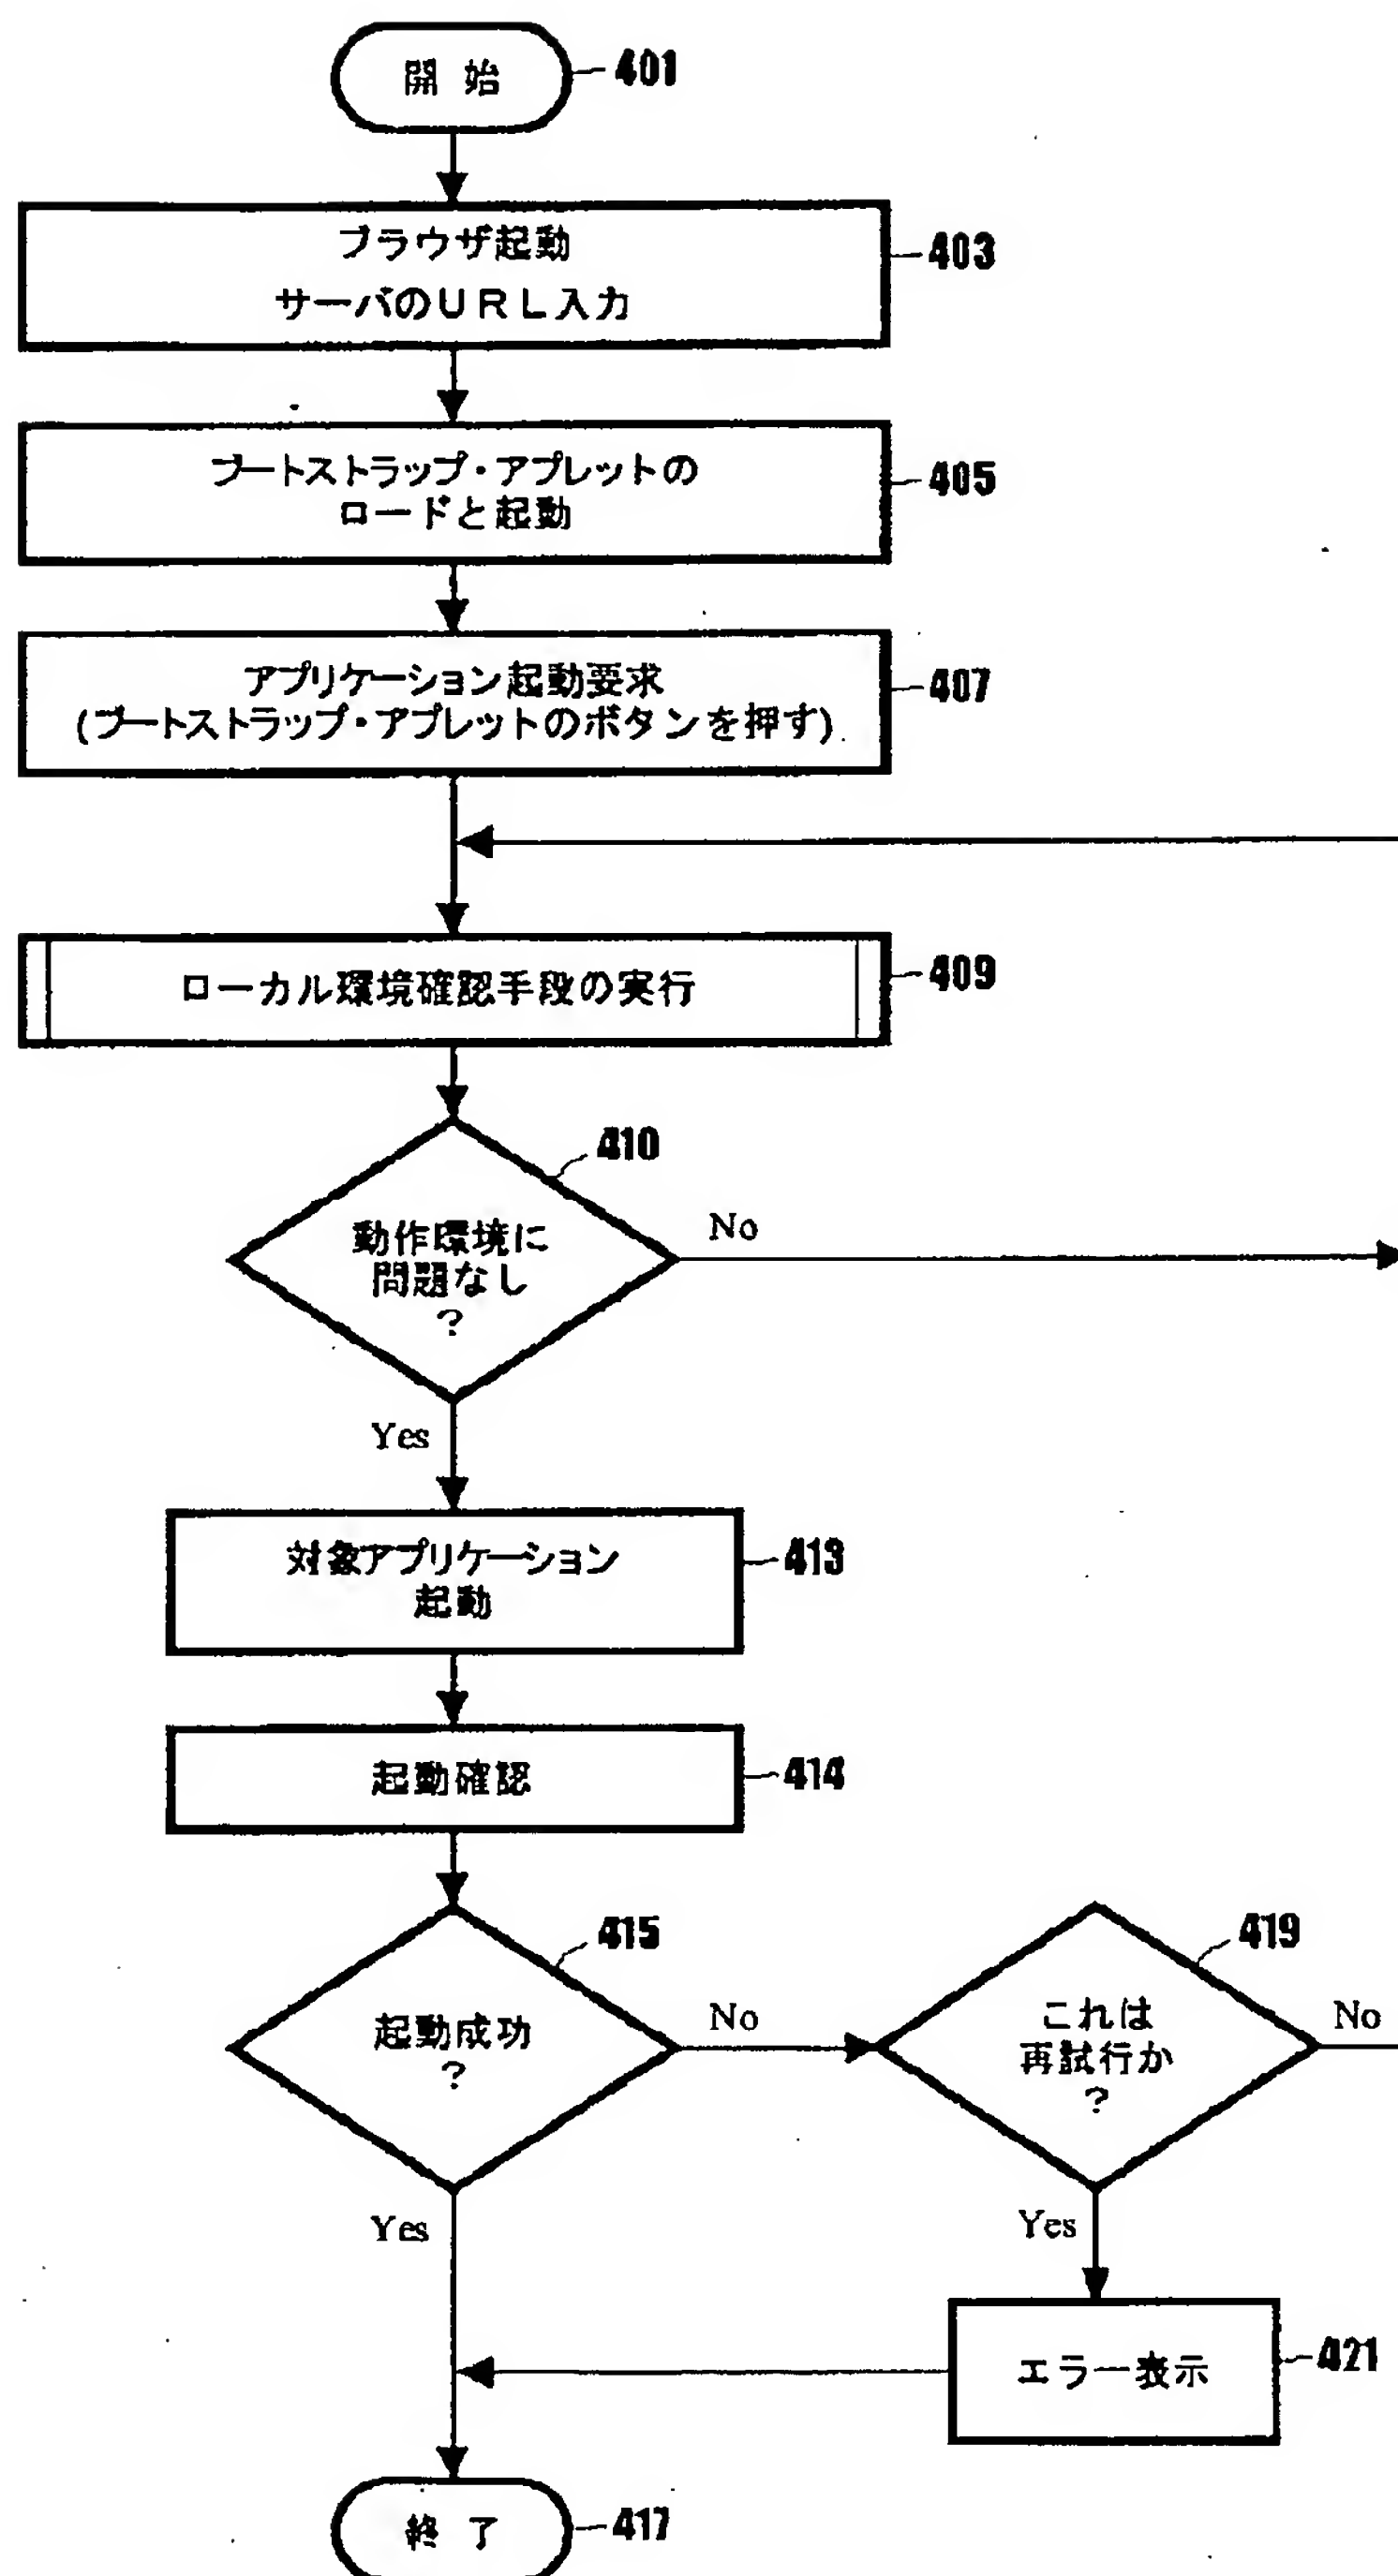 開始
401
ブラウザ起動
サーバのURL入力
403
ブートストラップ・アプレットの
ロードと起動
405
アプリケーション起動要求
(ブートストラップ・アプレットのボタンを押す)
407
ローカル環境確認手段の実行
409
410
動作環境に
問題なし
?
No
Yes
対象アプリケーション
起動
413
起動確認
414
415
起動成功
?
No
Yes
419
これは
再試行か
?
No
Yes
エラー表示
421
終了
417